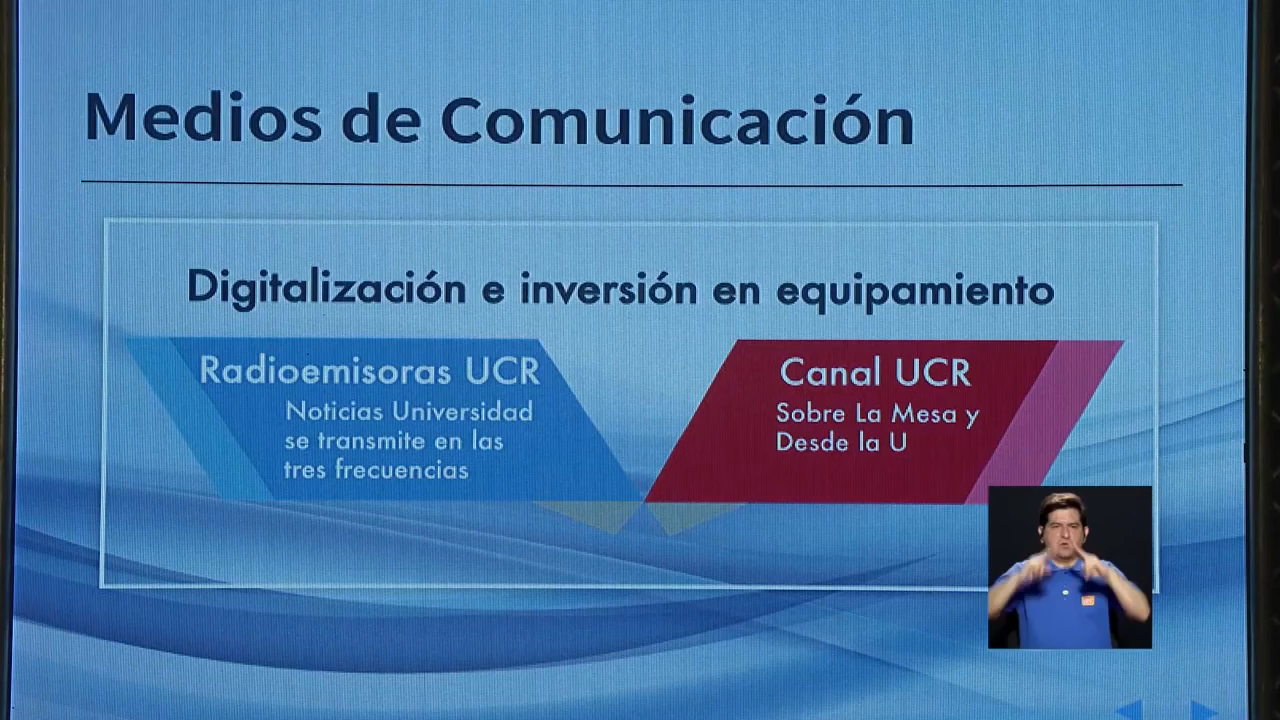 Medios de Comunicación
Digitalización e inversión en equipamiento
Radioemisoras UCR
Noticias Universidad
se transmite en las
tres frecuencias
Canal UCR
Sobre La Mesa y
Desde la U